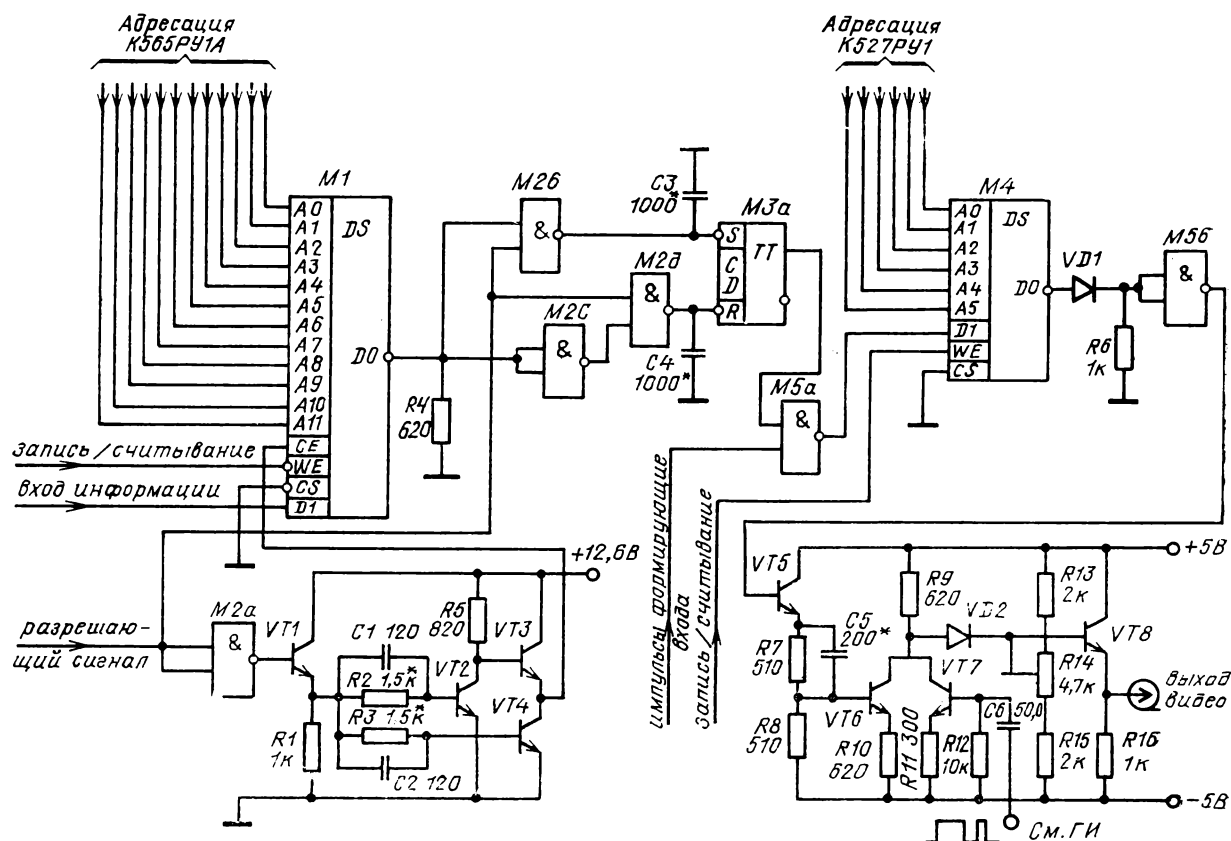 Адресация
К565РУ1А
Адресация
К527РУ1
M1
DS
A0
A1
A2
A3
A4
A5
A6
A7
A8
A9
A10
A11
CE
WE
CS
D1
DO
запись/считывание
вход информации
разрешаю-
щий сигнал
M2a
&
M2б
&
M2C
&
M2д
&
R4
620
C3
1000*
C4
1000*
M3a
S
C
D
R
TT
M5a
&
импульсы формирующие
входа
запись/считывание
M4
DS
A0
A1
A2
A3
A4
A5
D1
WE
CS
DO
VD1
R6
1к
M5б
&
+12,6В
VT1
R1
1к
C1 120
R2 1,5к*
R3 1,5к*
C2 120
R5
820
VT2
VT3
VT4
+5В
VT5
R7
510
R8
510
C5
200*
R9
620
VD2
VT6
VT7
R10
620
R11 300
R12
10к
C6 50,0
R13
2к
R14
4,7к
R15
2к
VT8
R16
1к
выход
видео
-5В
См. ГИ